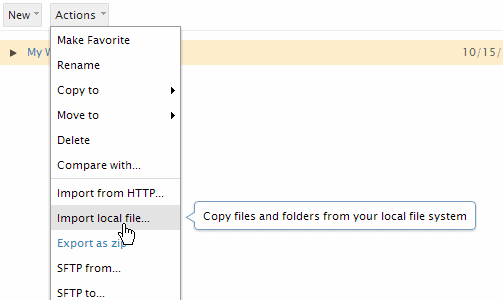 New Actions
Make Favorite
My 10/15/
Rename
Copy to
Move to
Delete
Compare with...
Import from HTTP...
Import local file... Copy files and folders from your local file system
Export as zip
SFTP from...
SFTP to...